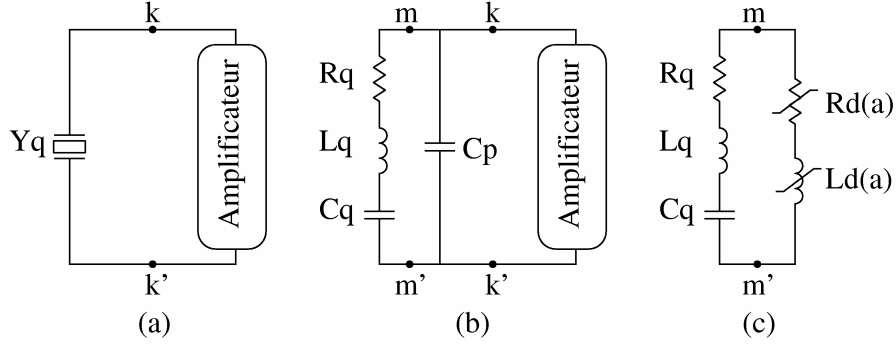 k
Yq
Amplificateur
k’
(a)
m
k
Rq
Lq
Cq
Cp
Amplificateur
m’
k’
(b)
m
Rq
Lq
Cq
Rd(a)
Ld(a)
m’
(c)